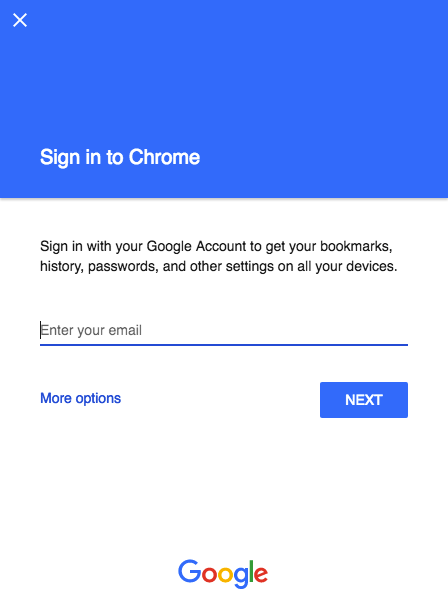 Sign in to Chrome
Sign in with your Google Account to get your bookmarks,
history, passwords, and other settings on all your devices.
Enter your email
More options
NEXT
Google